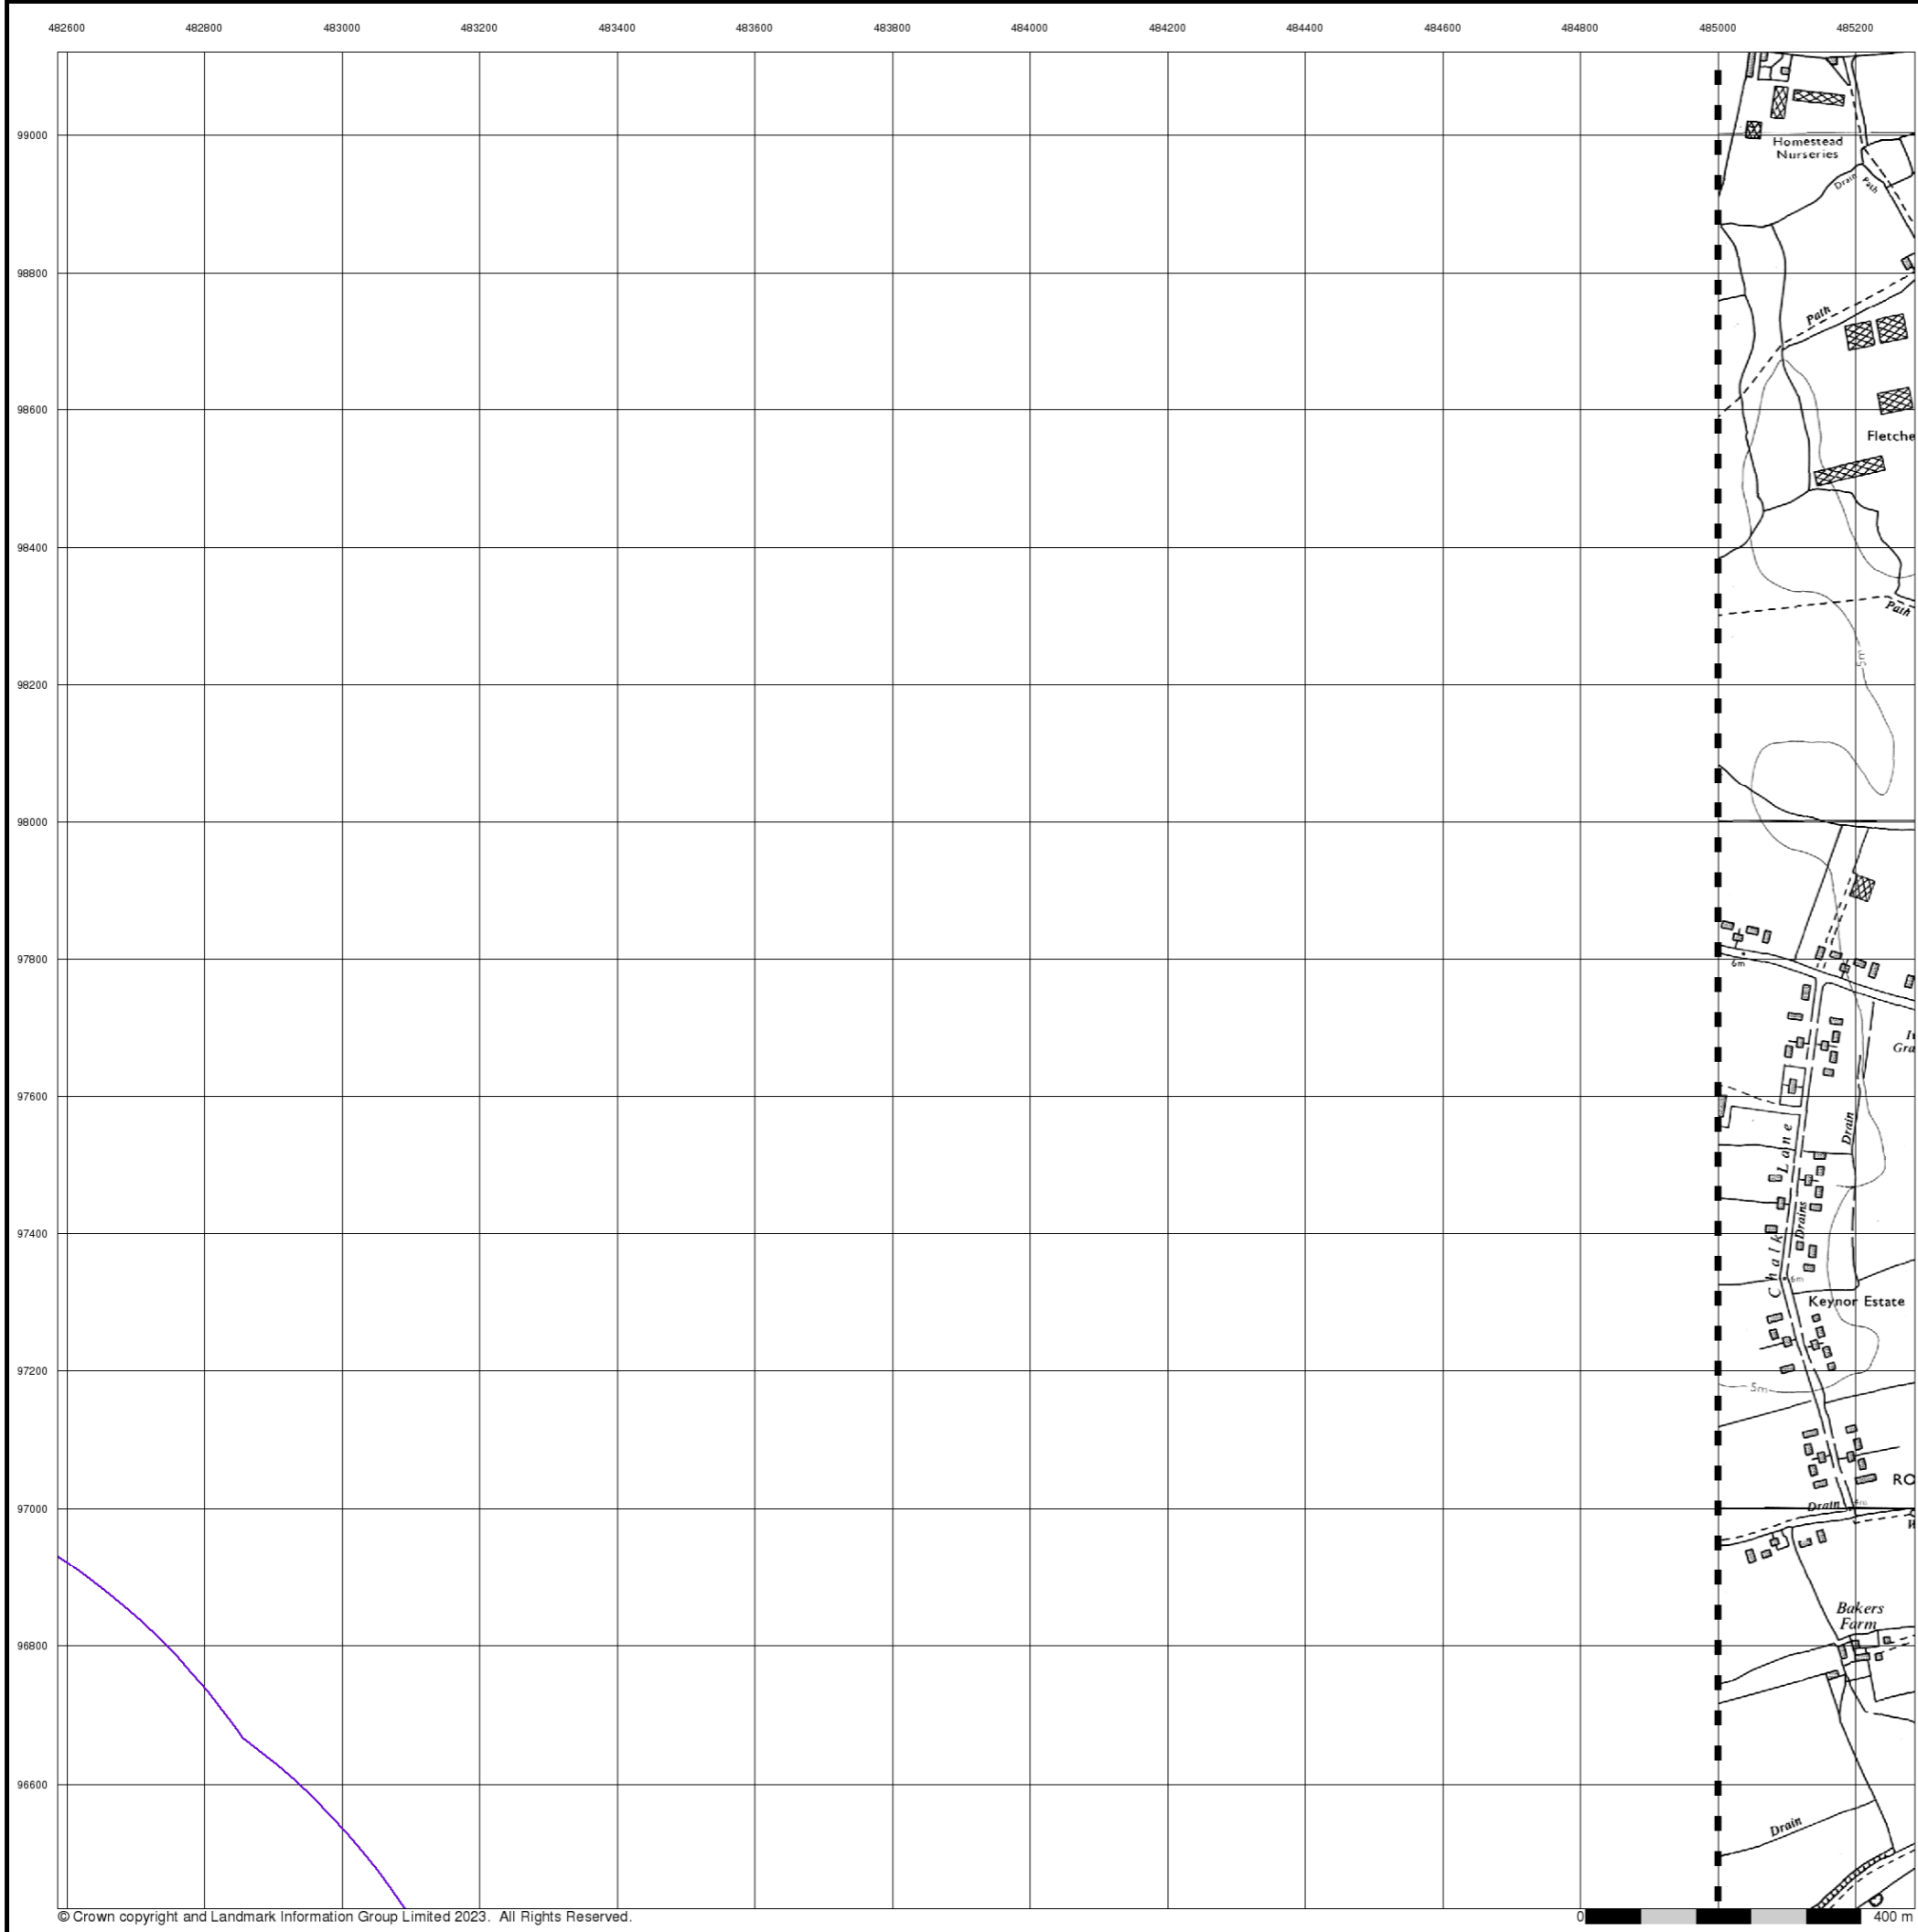 482600 482800 483000 483200 483400 483600 483800 484000 484200 484400 484600 484800 485000 485200
99000
Homestead
Nurseries
Drain
Path
98800
Path
98600
Fletche
98400
Path
98200
5m
98000
97800
6m
Gra
97600
Drain
Chalk Lane
Drains
97400
6m
Keynor Estate
97200
5m
RO
97000
Drain
Bakers
Farm
96800
96600
Drain
© Crown copyright and Landmark Information Group Limited 2023. All Rights Reserved.
0 400 m